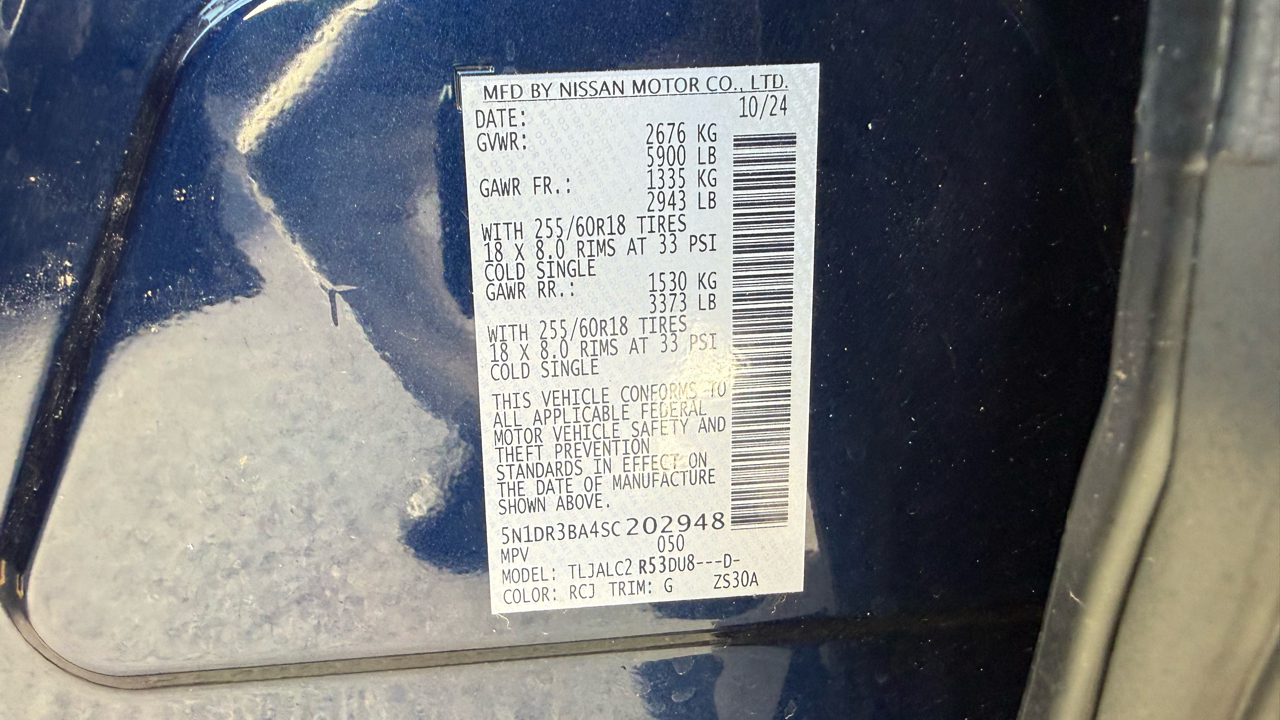 MFD BY NISSAN MOTOR CO., LTD.
DATE: 10/24
GVWR: 2676 KG
5900 LB
GAWR FR.: 1335 KG
2943 LB
WITH 255/60R18 TIRES
18 X 8.0 RIMS AT 33 PSI
COLD SINGLE
GAWR RR.: 1530 KG
3373 LB
WITH 255/60R18 TIRES
18 X 8.0 RIMS AT 33 PSI
COLD SINGLE
THIS VEHICLE CONFORMS TO
ALL APPLICABLE FEDERAL
MOTOR VEHICLE SAFETY AND
THEFT PREVENTION
STANDARDS IN EFFECT ON
THE DATE OF MANUFACTURE
SHOWN ABOVE.
5N1DR3BA4SC202948
MPV 050
MODEL: TLJALC2 R53DU8---D-
COLOR: RCJ TRIM: G ZS30A